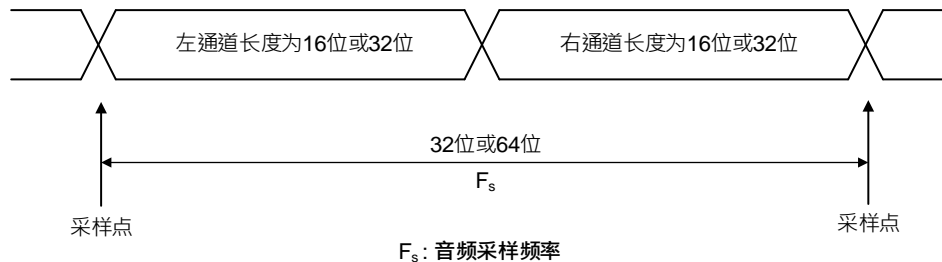 左通道长度为16位或32位
右通道长度为16位或32位
32位或64位
Fs
采样点
采样点
Fs: 音频采样频率